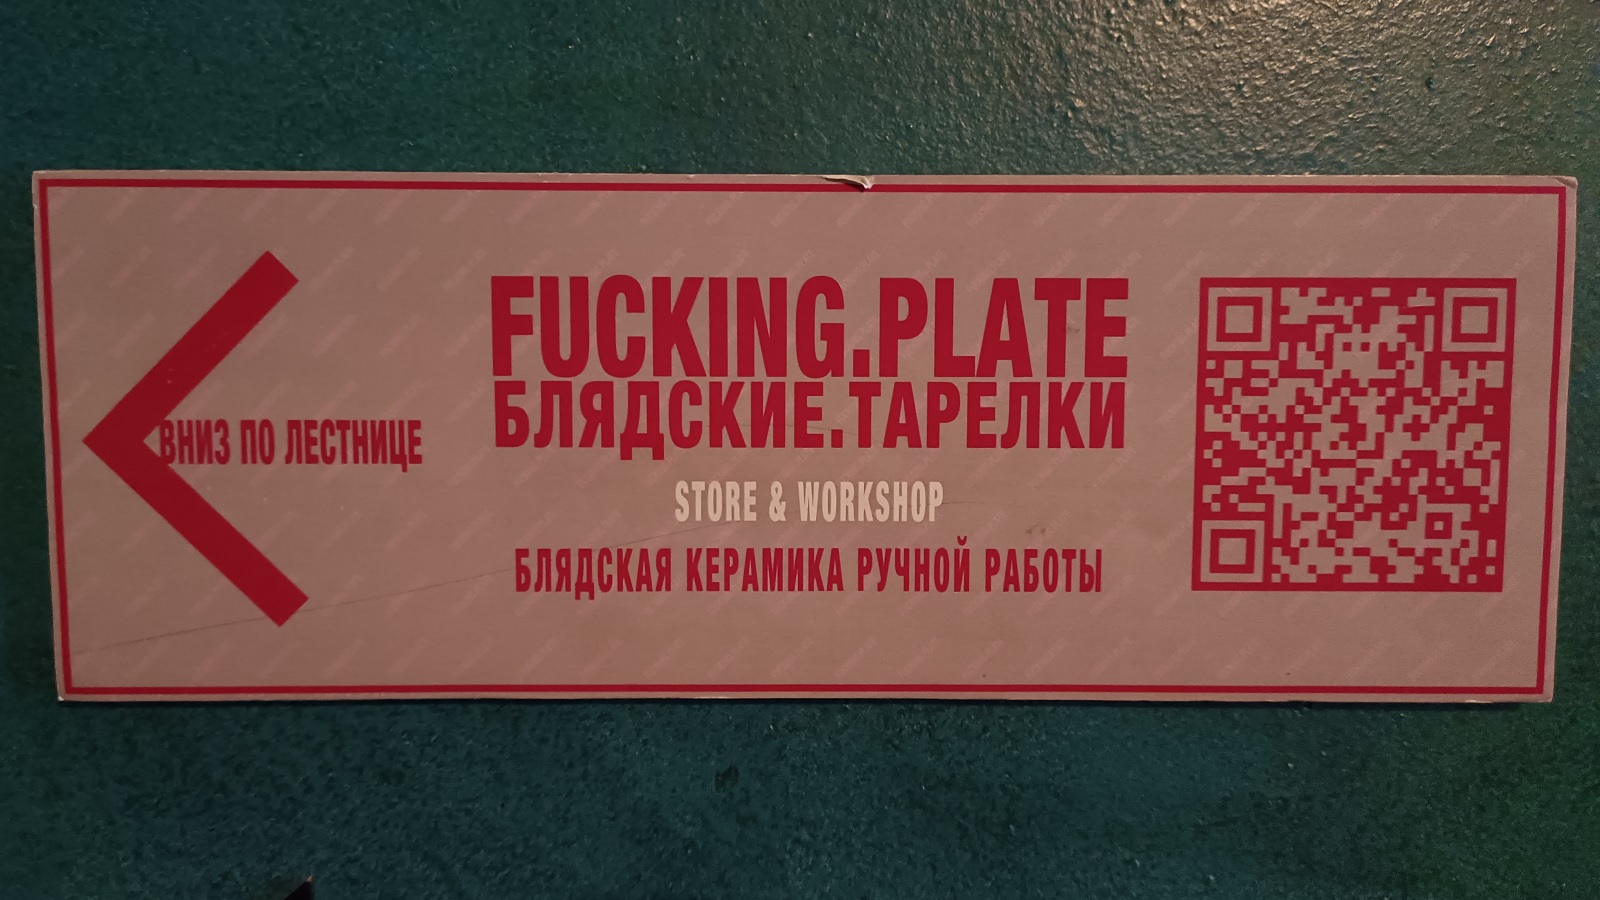 ВНИЗ ПО ЛЕСТНИЦЕ
FUCKING.PLATE
БЛЯДСКИЕ.ТАРЕЛКИ
STORE & WORKSHOP
БЛЯДСКАЯ КЕРАМИКА РУЧНОЙ РАБОТЫ